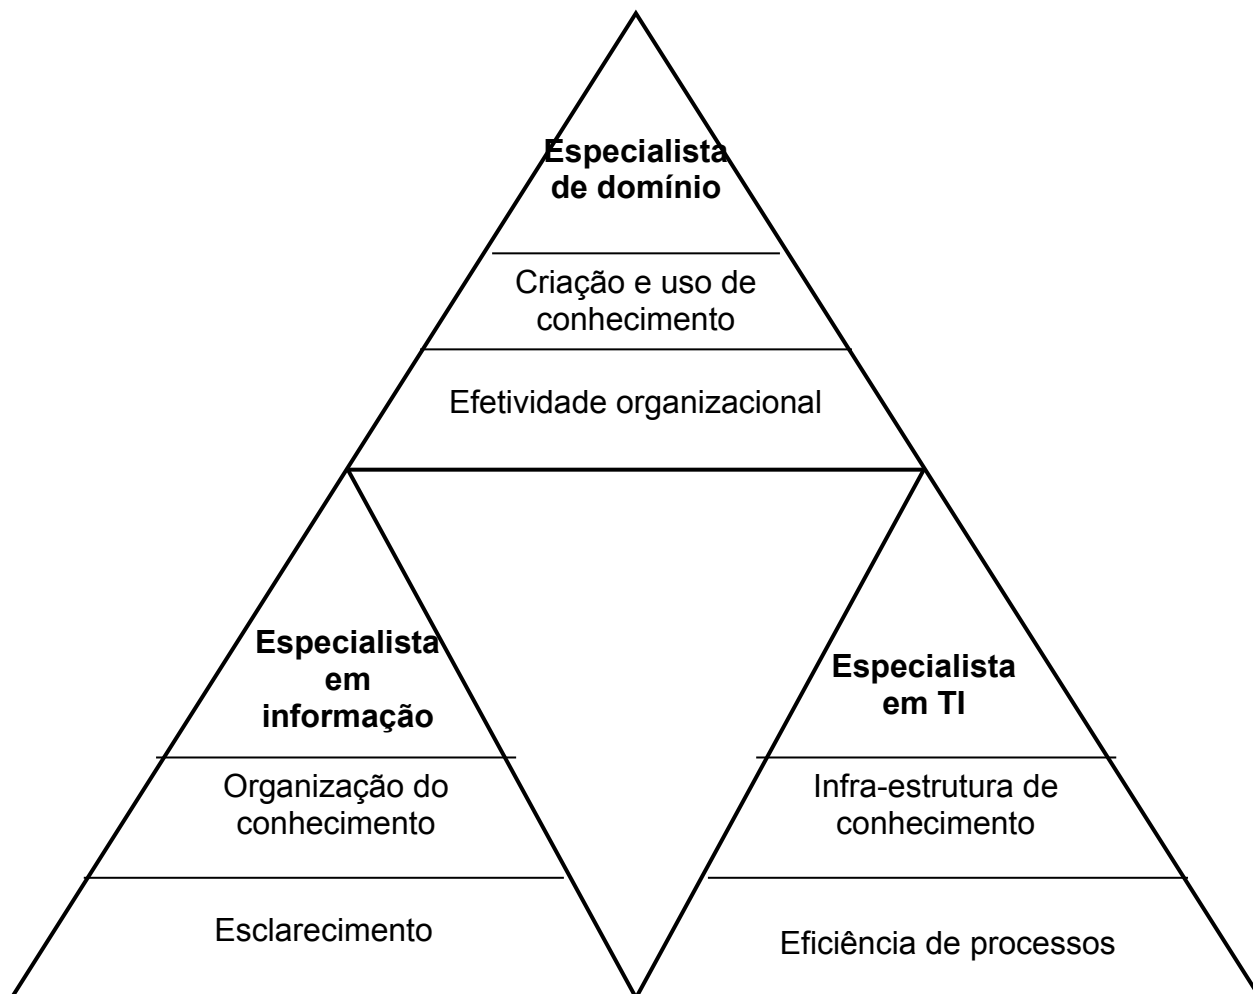 Especialista
de domínio
Criação e uso de
conhecimento
Efetividade organizacional
Especialista
em
informação
Organização do
conhecimento
Esclarecimento
Especialista
em TI
Infra-estrutura de
conhecimento
Eficiência de processos